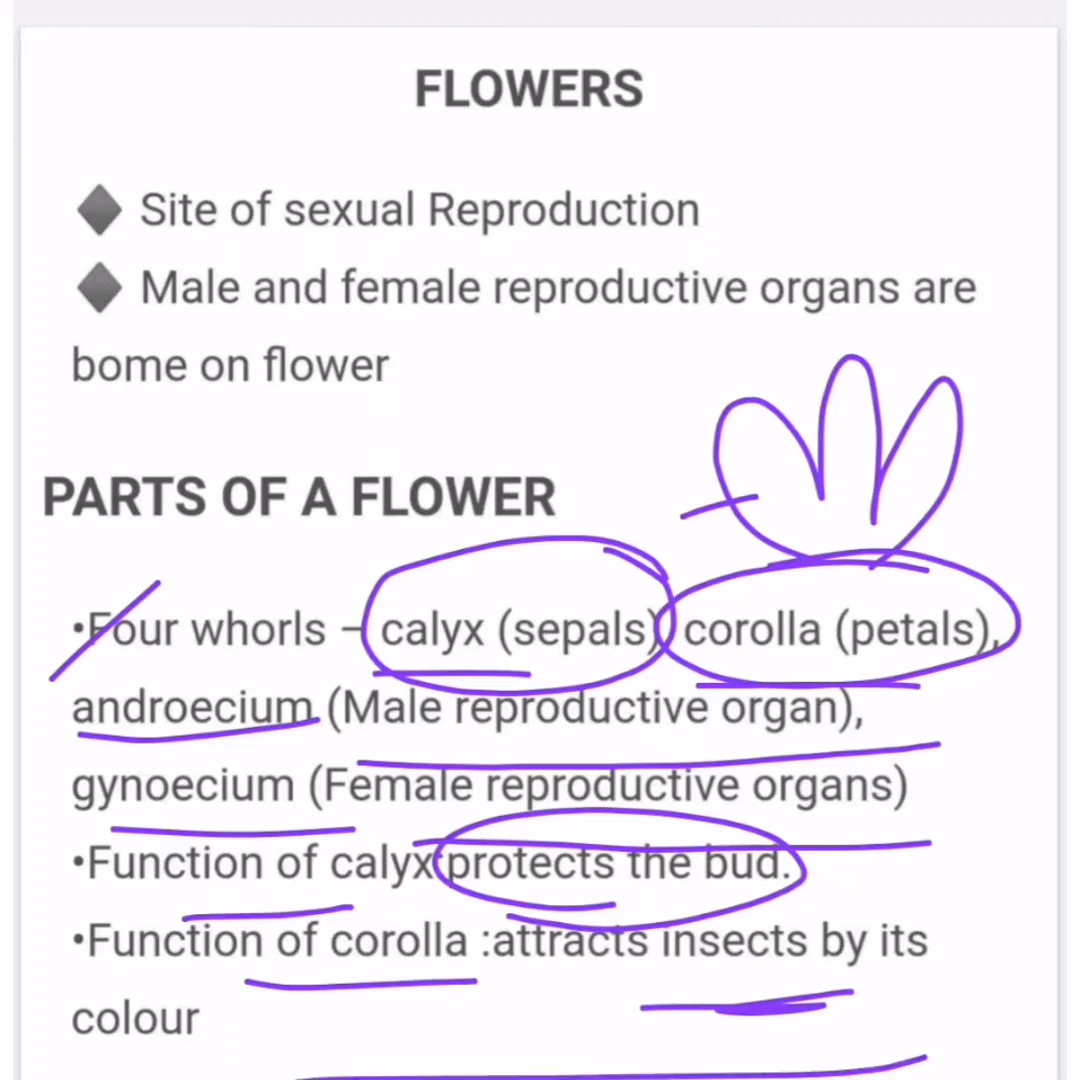 FLOWERS
◆ Site of sexual Reproduction
◆ Male and female reproductive organs are
bome on flower
PARTS OF A FLOWER
•Four whorls – calyx (sepals) corolla (petals),
androecium (Male reproductive organ),
gynoecium (Female reproductive organs)
•Function of calyx:protects the bud.
•Function of corolla :attracts insects by its
colour